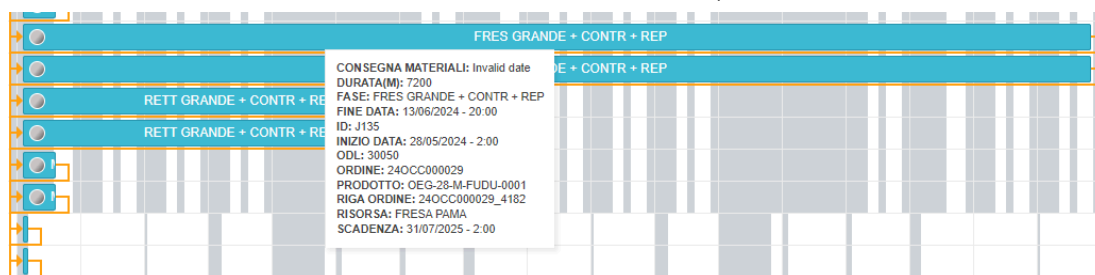 FRES GRANDE + CONTR + REP
DE + CONTR + REP
RETT GRANDE + CONTR + RE
RETT GRANDE + CONTR + RE
CONSEGNA MATERIALI: Invalid date
DURATA(M): 7200
FASE: FRES GRANDE + CONTR + REP
FINE DATA: 13/06/2024 - 20:00
ID: J135
INIZIO DATA: 28/05/2024 - 2:00
ODL: 30050
ORDINE: 24OCC000029
PRODOTTO: OEG-28-M-FUDU-0001
RIGA ORDINE: 24OCC000029_4182
RISORSA: FRESA PAMA
SCADENZA: 31/07/2025 - 2:00